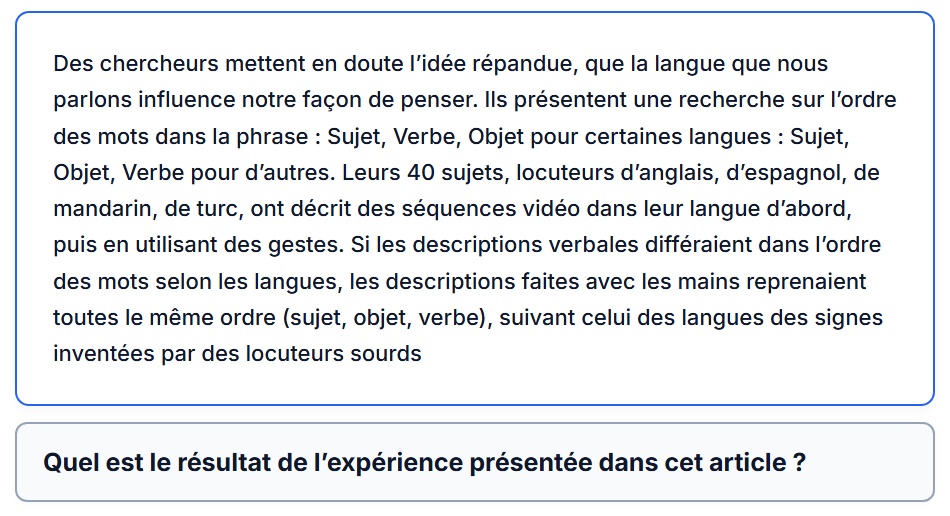 Des chercheurs mettent en doute l’idée répandue, que la langue que nous
parlons influence notre façon de penser. Ils présentent une recherche sur l’ordre
des mots dans la phrase : Sujet, Verbe, Objet pour certaines langues : Sujet,
Objet, Verbe pour d’autres. Leurs 40 sujets, locuteurs d’anglais, d’espagnol, de
mandarin, de turc, ont décrit des séquences vidéo dans leur langue d’abord,
puis en utilisant des gestes. Si les descriptions verbales différaient dans l’ordre
des mots selon les langues, les descriptions faites avec les mains reprenaient
toutes le même ordre (sujet, objet, verbe), suivant celui des langues des signes
inventées par des locuteurs sourds
Quel est le résultat de l’expérience présentée dans cet article ?